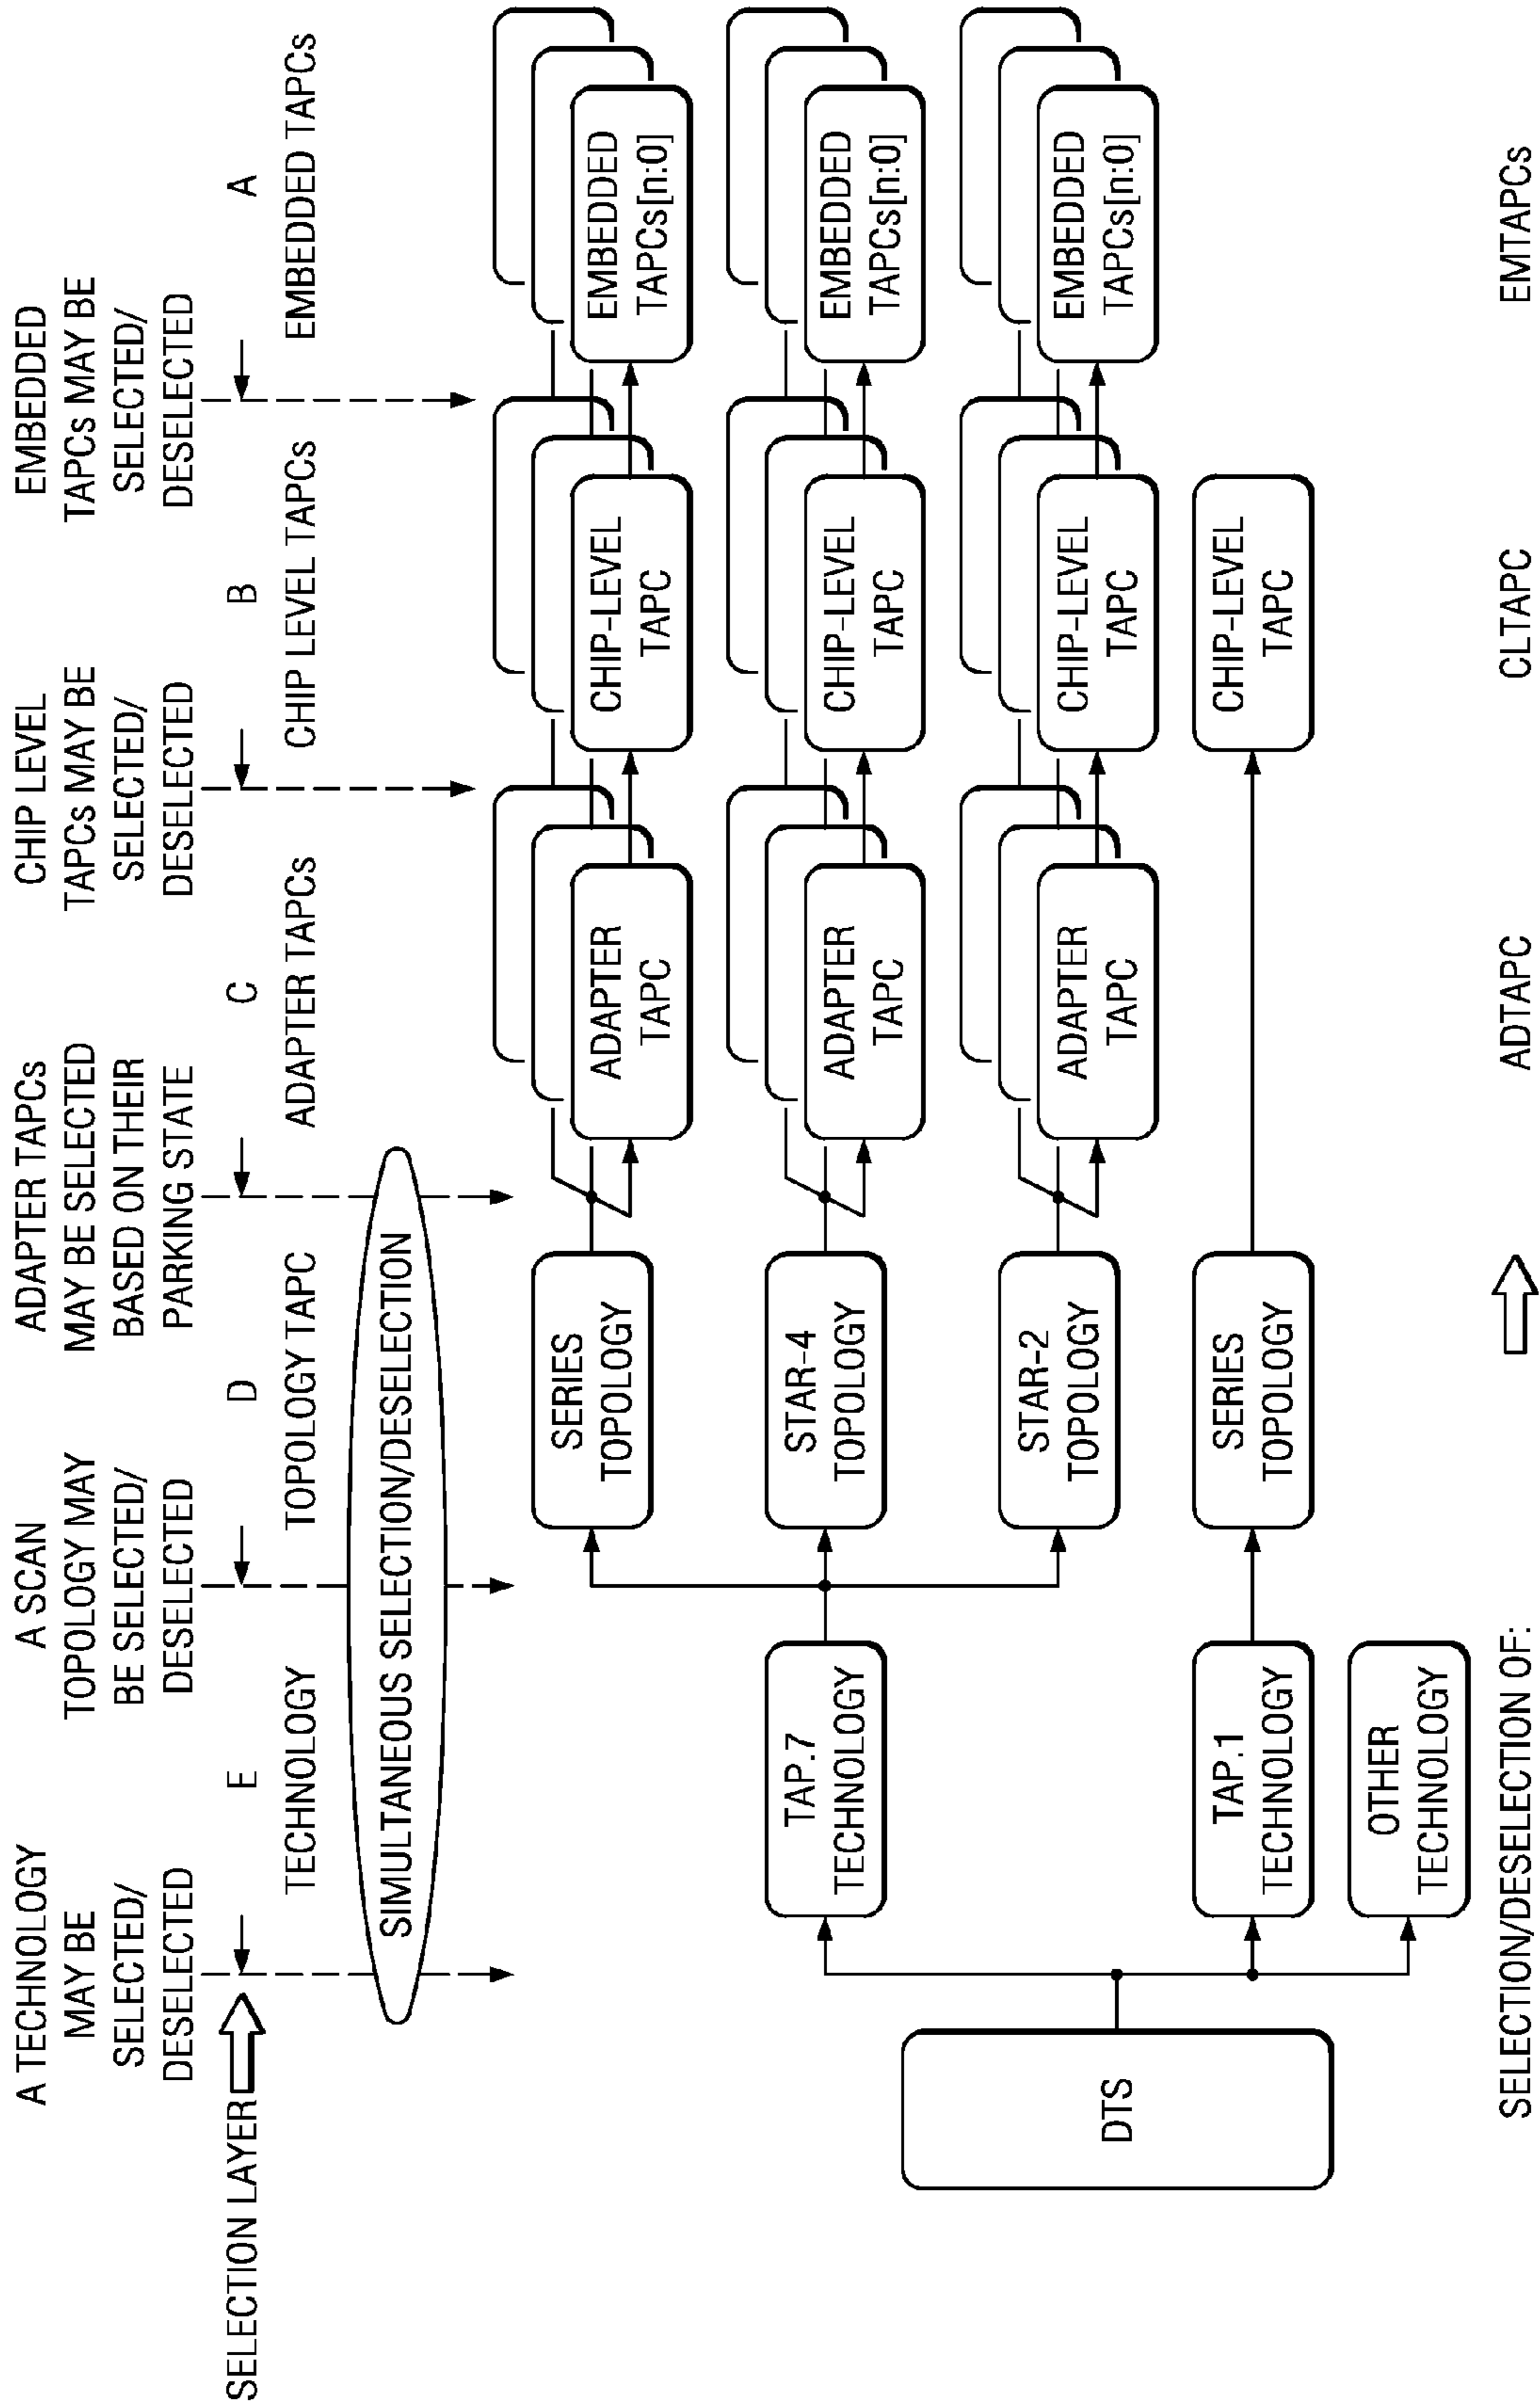 A TECHNOLOGY
MAY BE
SELECTED/
DESELECTED
A SCAN
TOPOLOGY MAY
BE SELECTED/
DESELECTED
ADAPTER TAPCs
MAY BE SELECTED
BASED ON THEIR
PARKING STATE
CHIP LEVEL
TAPCs MAY BE
SELECTED/
DESELECTED
EMBEDDED
TAPCs MAY BE
SELECTED/
DESELECTED
SELECTION LAYER
E
D
C
B
A
TECHNOLOGY
TOPOLOGY TAPC
ADAPTER TAPCs
CHIP LEVEL TAPCs
EMBEDDED TAPCs
SIMULTANEOUS SELECTION/DESELECTION
SERIES
TOPOLOGY
ADAPTER
TAPC
CHIP-LEVEL
TAPC
EMBEDDED
TAPCs[n:0]
TAP.7
TECHNOLOGY
STAR-4
TOPOLOGY
ADAPTER
TAPC
CHIP-LEVEL
TAPC
EMBEDDED
TAPCs[n:0]
STAR-2
TOPOLOGY
ADAPTER
TAPC
CHIP-LEVEL
TAPC
EMBEDDED
TAPCs[n:0]
DTS
TAP.1
TECHNOLOGY
SERIES
TOPOLOGY
CHIP-LEVEL
TAPC
OTHER
TECHNOLOGY
SELECTION/DESELECTION OF:
ADTAPC
CLTAPC
EMTAPCs